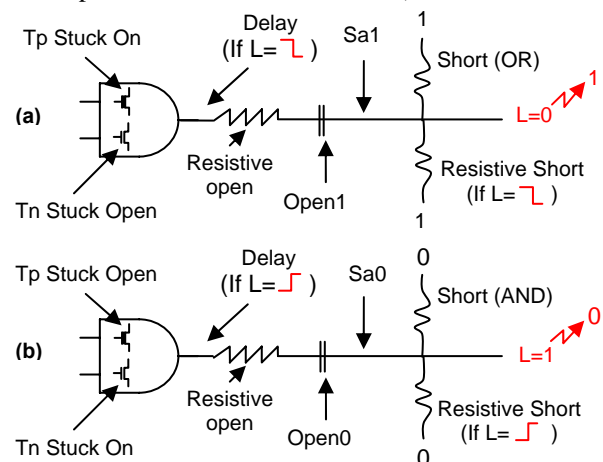 Delay
1
Tp Stuck On
(If L= )
Sa1
Short (OR)
(a)
L=0
1
Resistive
open
Resistive Short
(If L= )
Tn Stuck Open
Open1
1
Delay
0
Tp Stuck Open
(If L= )
Sa0
Short (AND)
(b)
L=1
0
Resistive
open
Resistive Short
(If L= )
Tn Stuck On
Open0
0